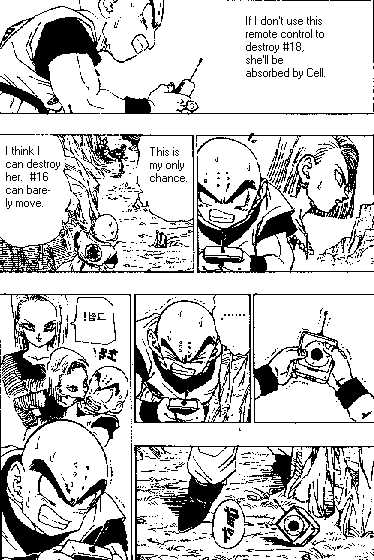 If I don't use this
remote control to
destroy #18,
she'll be
absorbed by Cell.
I think I
can destroy
her. #16
can bare-
ly move.
This is
my only
chance.
........